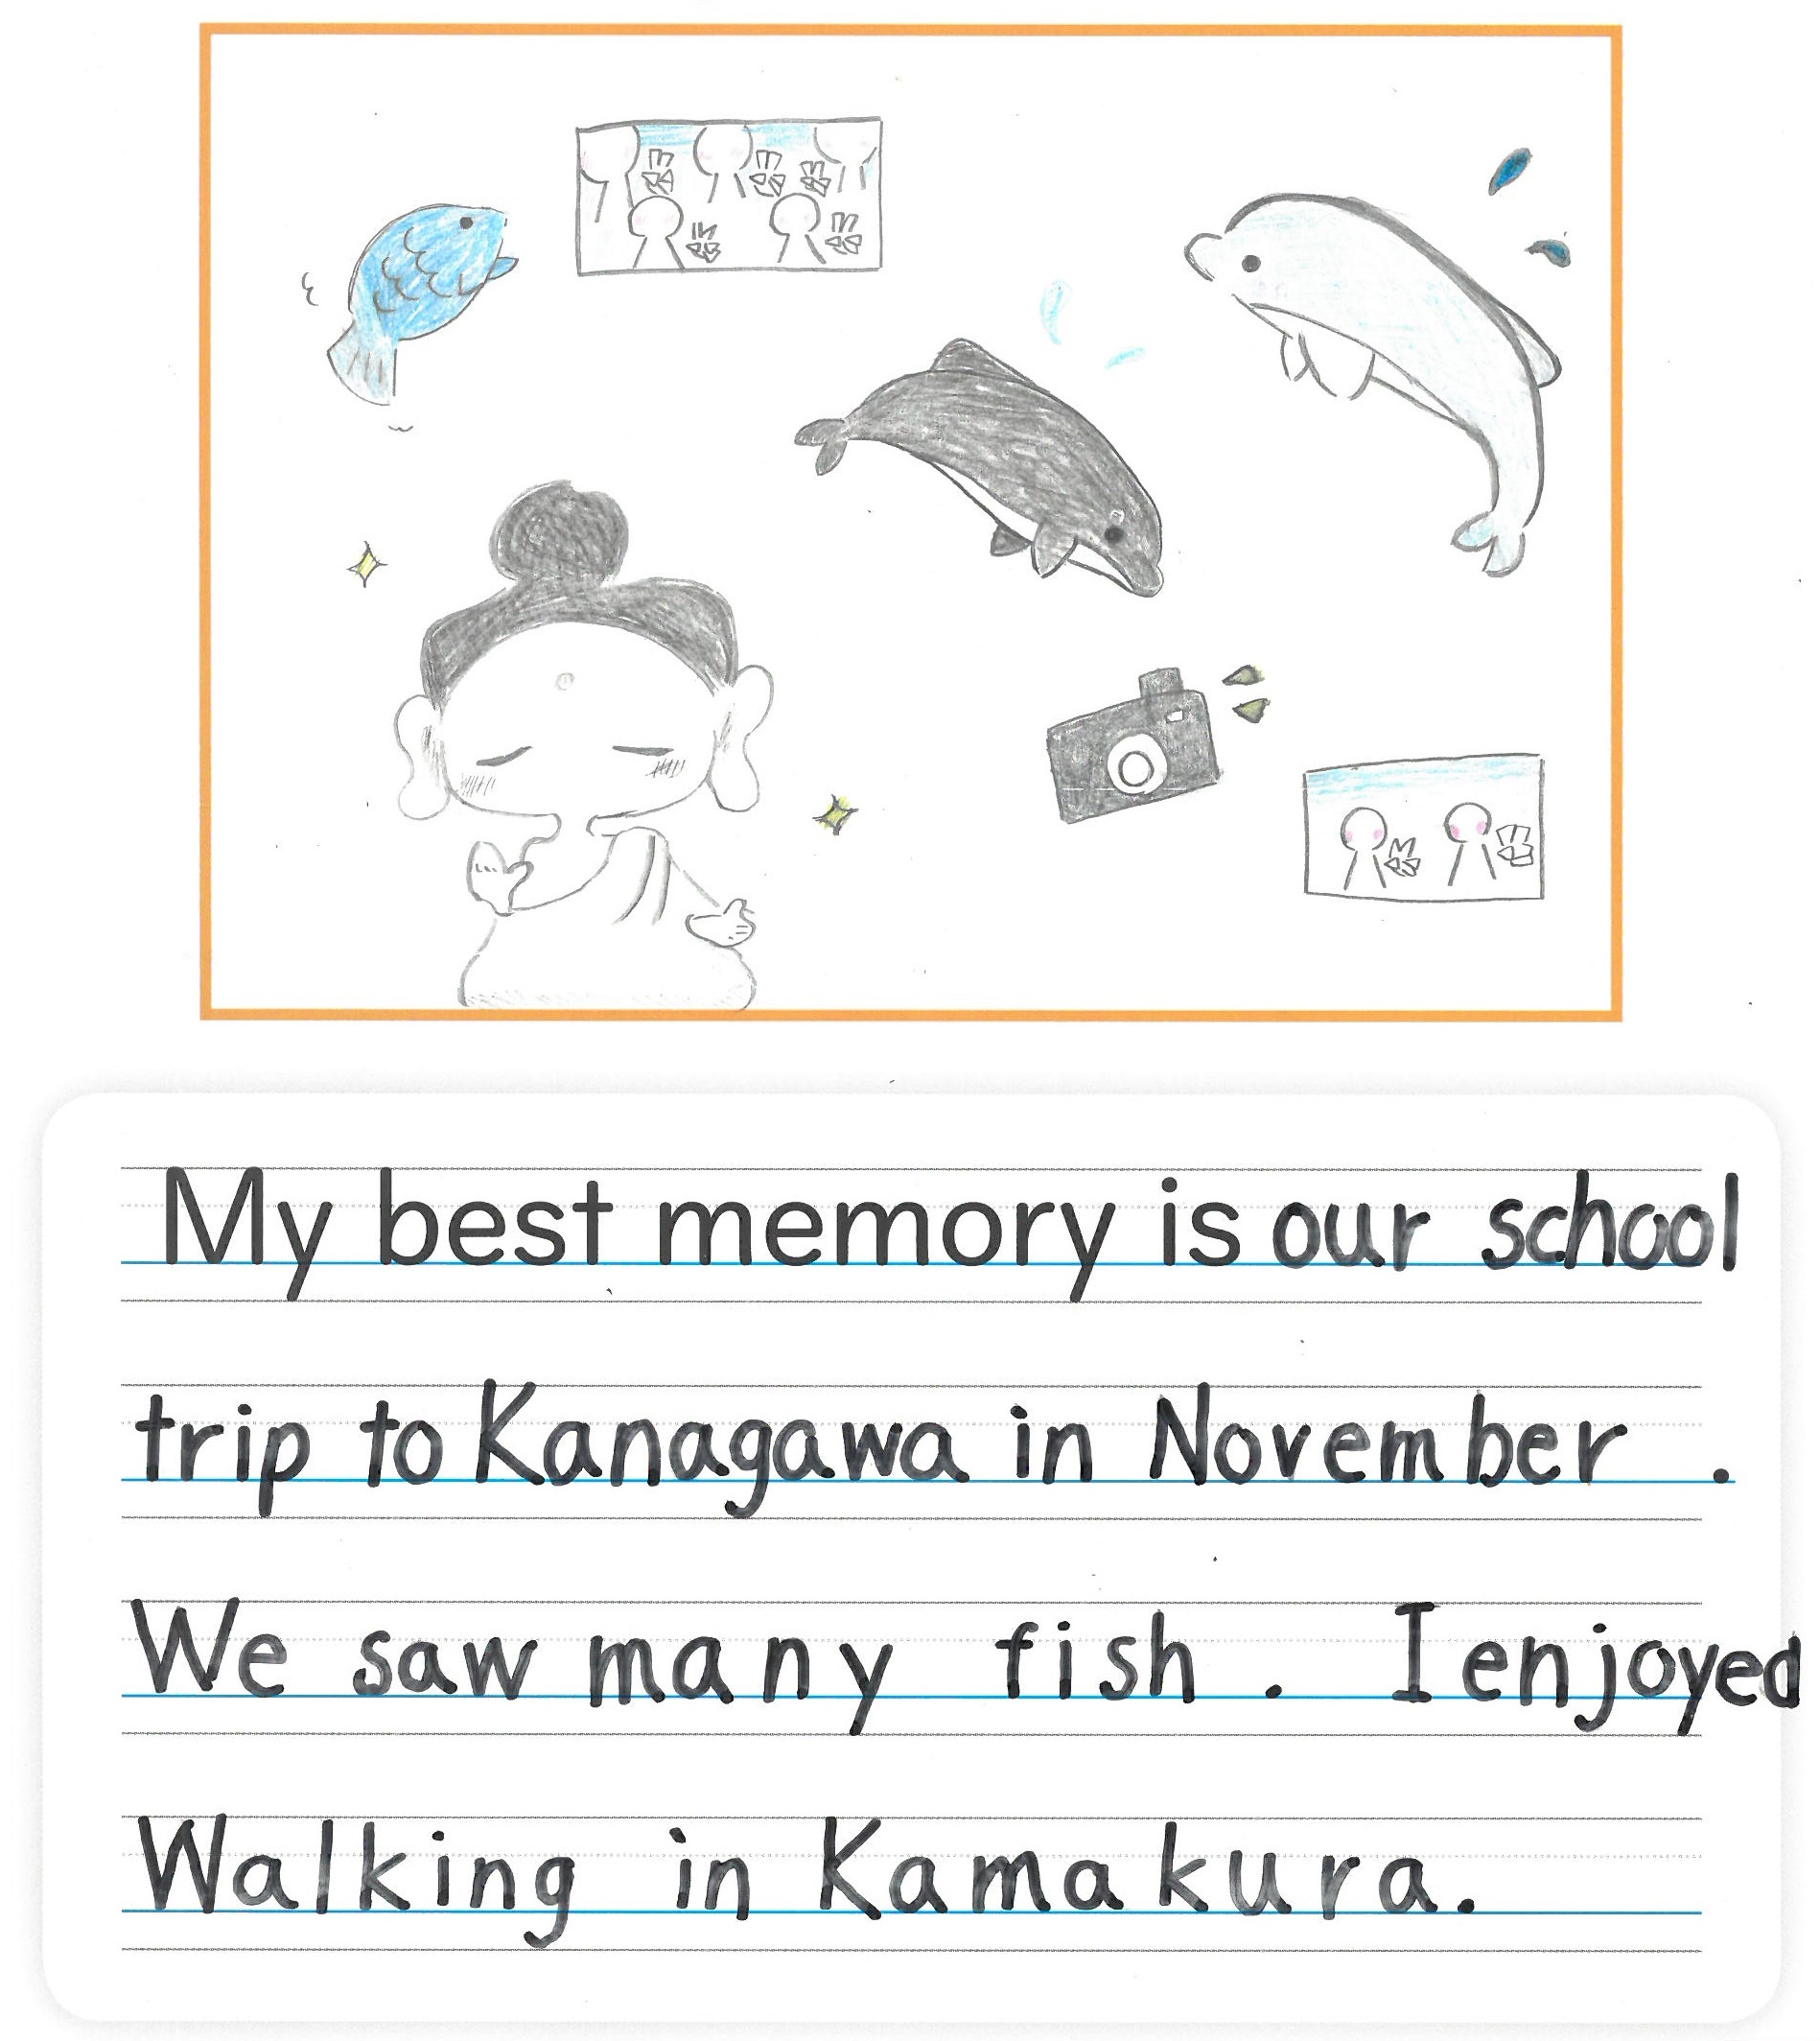 My best memory is our school
trip to Kanagawa in November .
We saw many fish . I enjoyed
Walking in Kamakura.